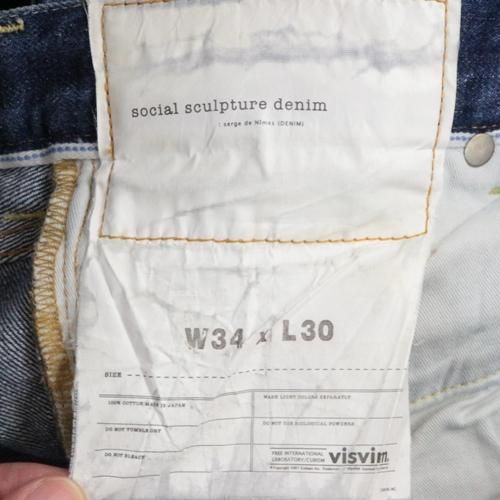 social sculpture denim
: serge de Nîmes (DENIM)
W34 x L30
SIZE
100% COTTON MADE IN JAPAN
WASH LIGHT COLORS SEPARATELY
DO NOT TUMBLE DRY
DO NOT USE BIOLOGICAL POWDERS
DO NOT BLEACH
FREE INTERNATIONAL
LABORATORY/CUBISM
visvim.